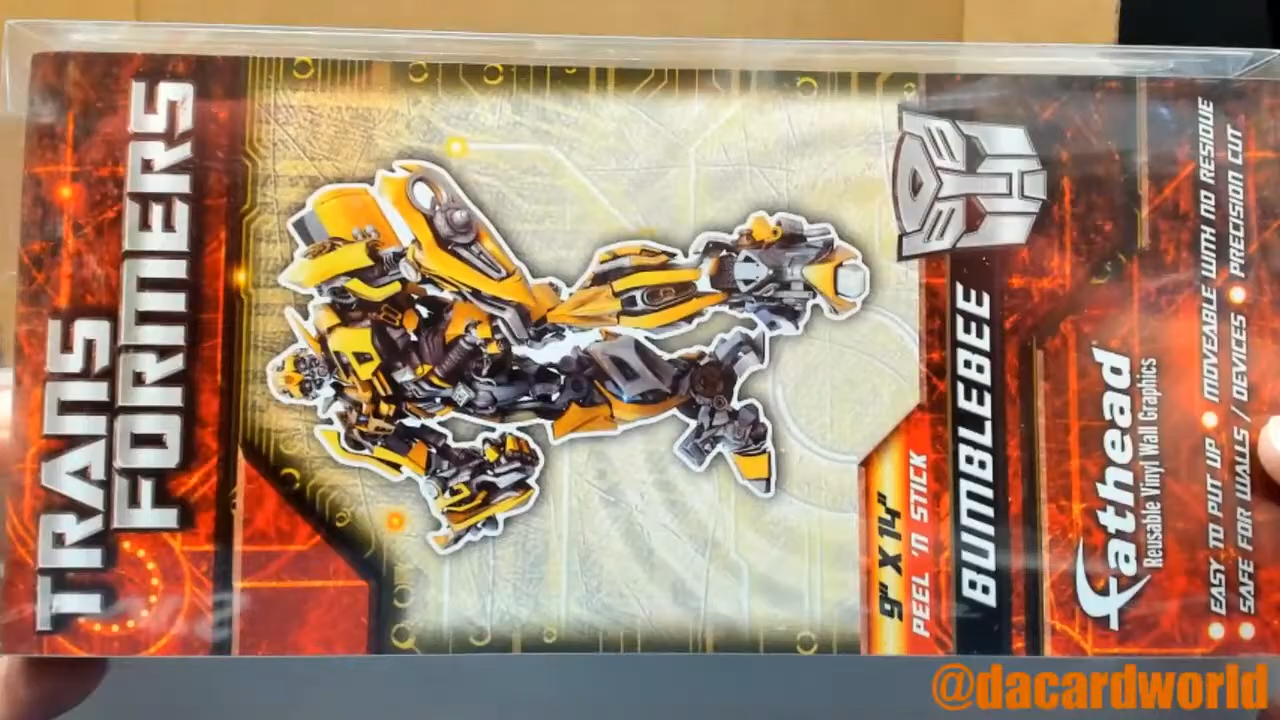 TRANS
FORMERS
9" X 14"
PEEL 'N STICK
BUMBLEBEE
Fathead
Reusable Vinyl Wall Graphics
• EASY TO PUT UP • MOVEABLE WITH NO RESIDUE
• SAFE FOR WALLS / DEVICES • PRECISION CUT
@dacardworld